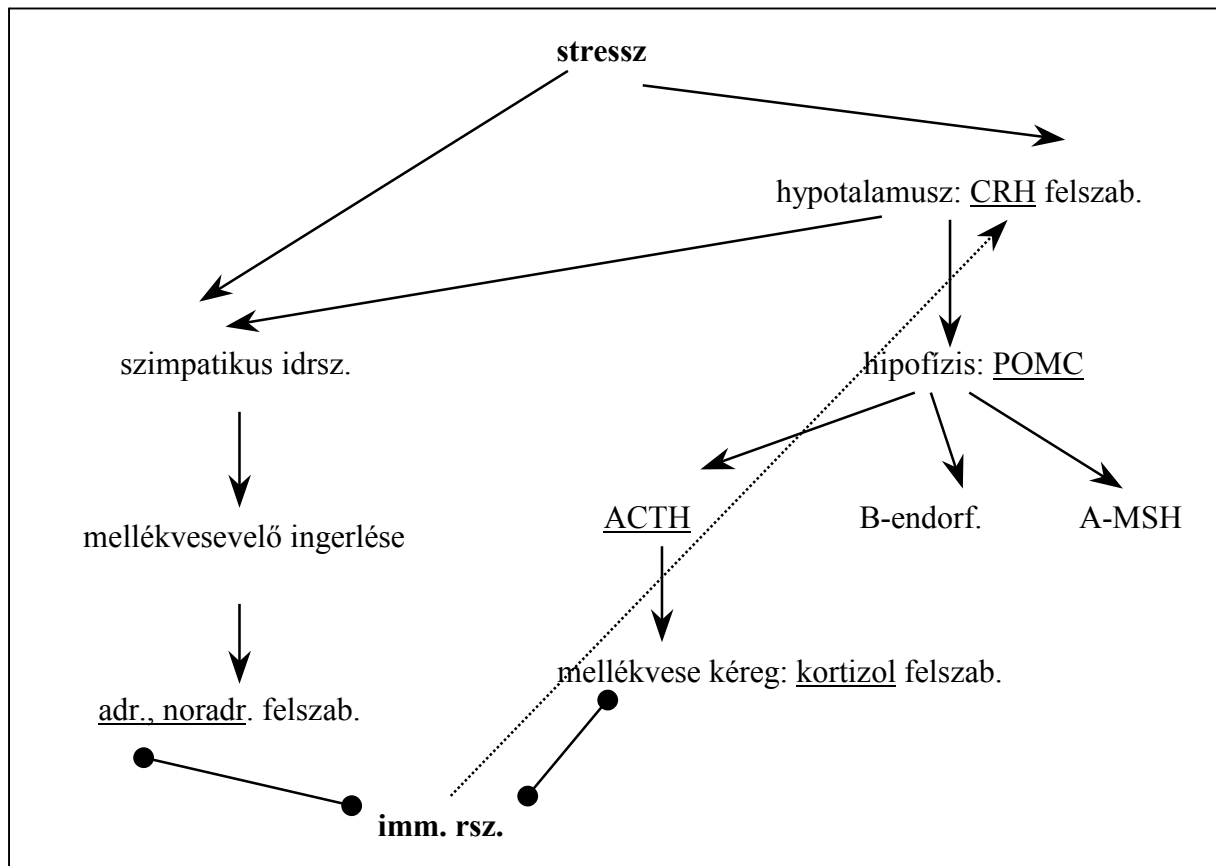 stressz
hypotalamusz: CRH felszab.
szimpatikus idrsz.
hipofízis: POMC
ACTH
B-endorf.
A-MSH
mellékvesevelő ingerlése
mellékvese kéreg: kortizol felszab.
adr., noradr. felszab.
imm. rsz.